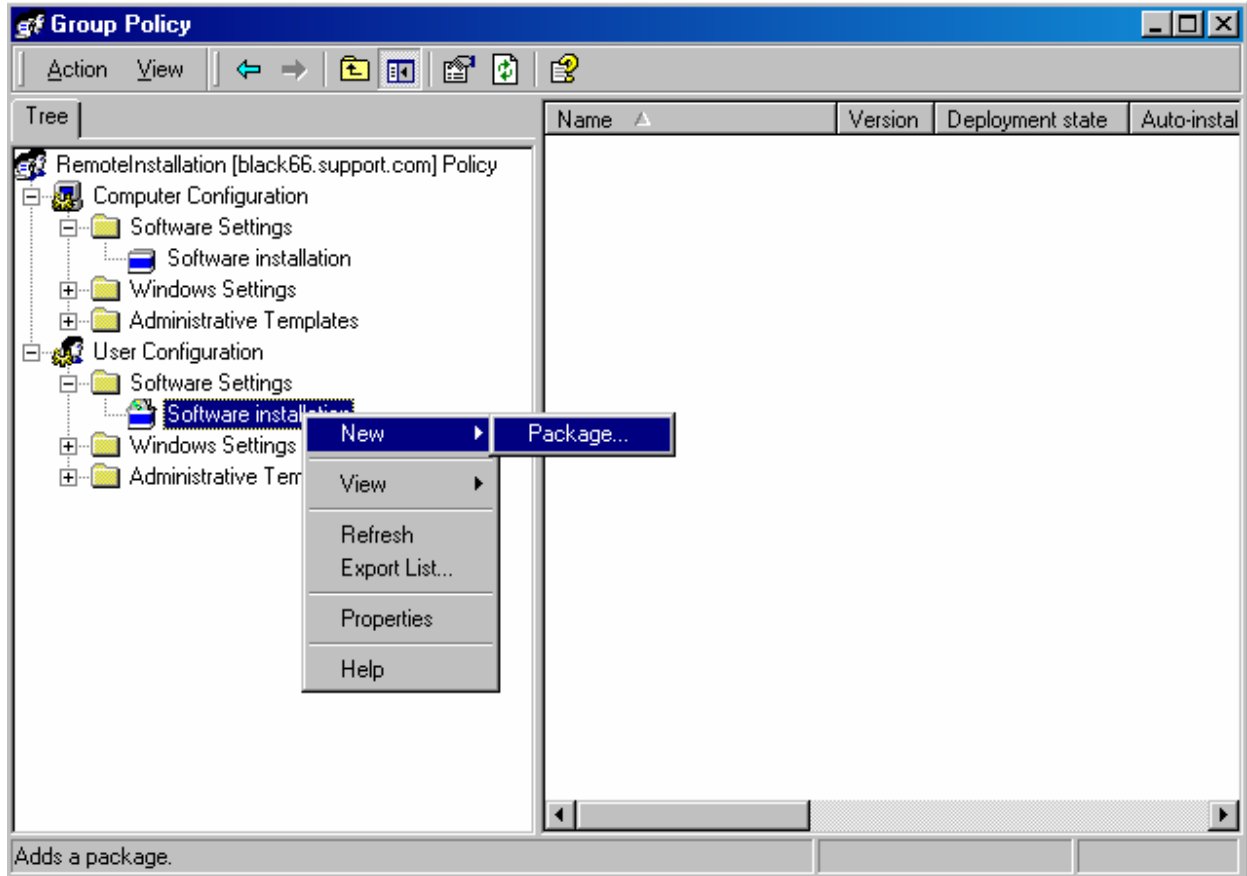 Group Policy
Action View
Tree
Name Version Deployment state Auto-instal
RemoteInstallation [black66.support.com] Policy
Computer Configuration
Software Settings
Software installation
Windows Settings
Administrative Templates
User Configuration
Software Settings
Software installation
New Package...
Windows Settings
Administrative Tem
View
Refresh
Export List...
Properties
Help
Adds a package.